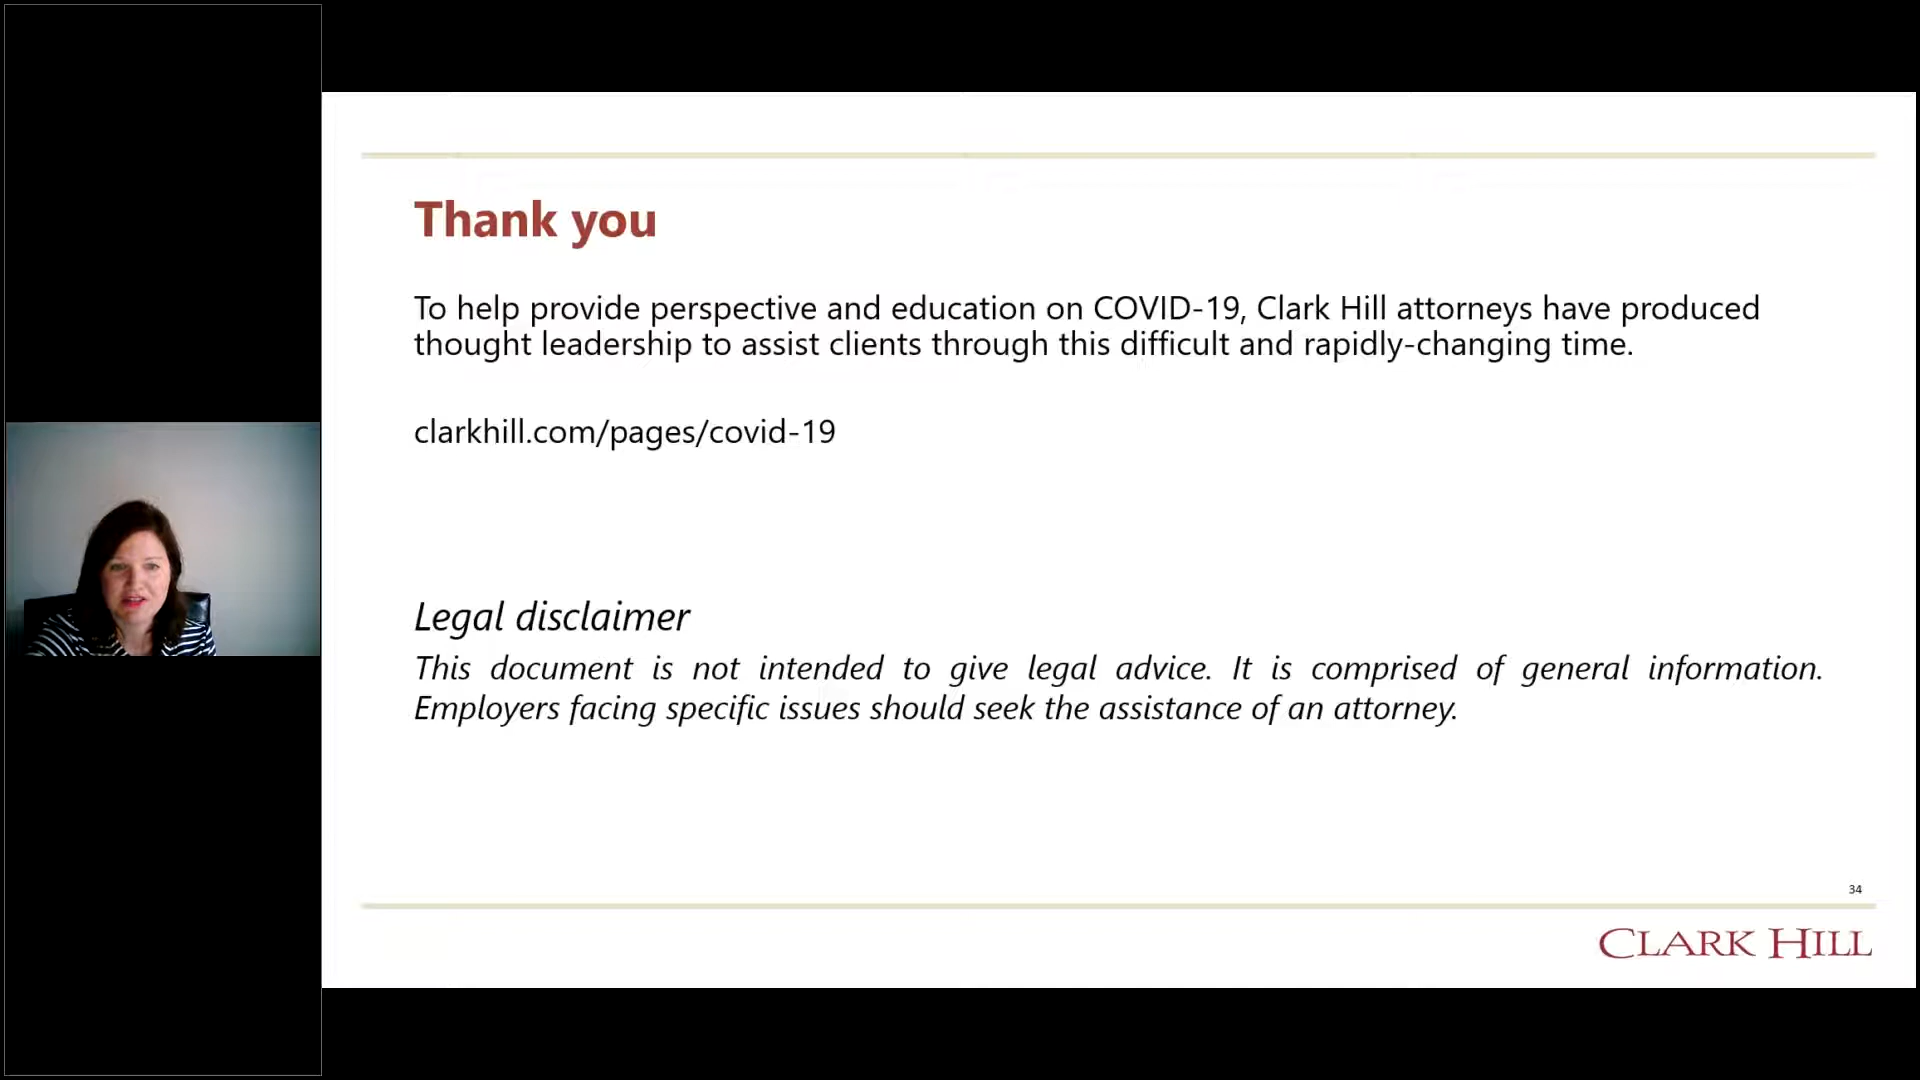 Thank you
To help provide perspective and education on COVID-19, Clark Hill attorneys have produced
thought leadership to assist clients through this difficult and rapidly-changing time.
clarkhill.com/pages/covid-19
Legal disclaimer
This document is not intended to give legal advice. It is comprised of general information.
Employers facing specific issues should seek the assistance of an attorney.
34
CLARK HILL